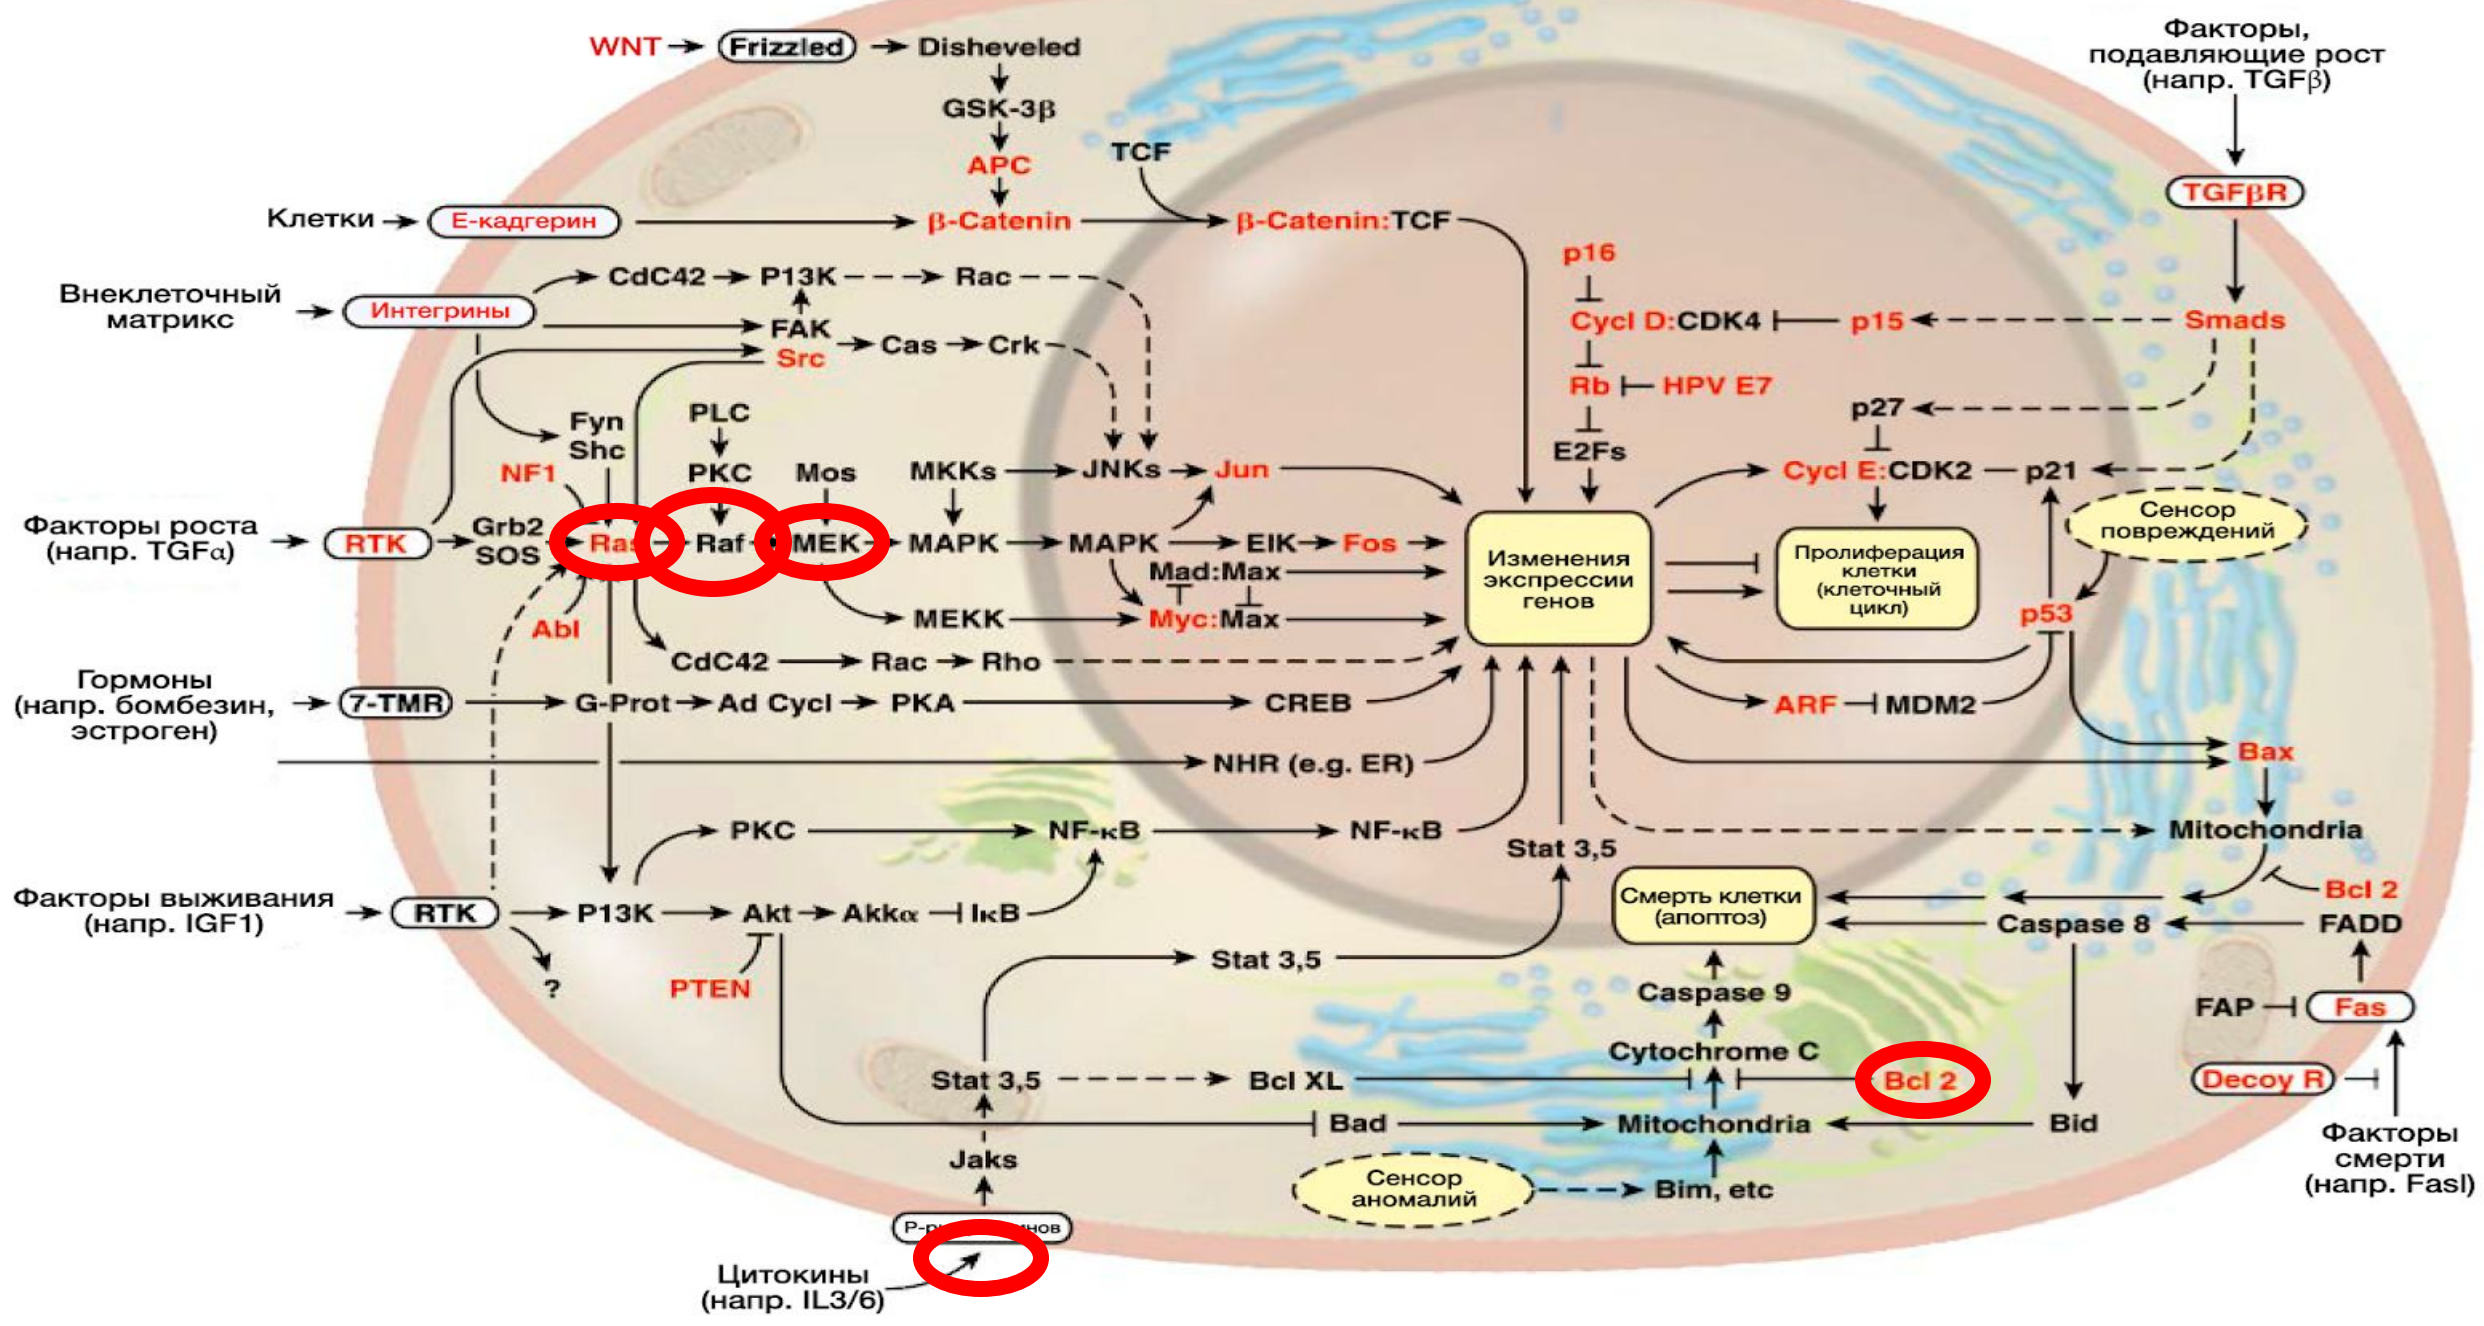 WNT
Frizzled
Disheveled
GSK-3β
APC
TCF
Клетки
Е-кадгерин
β-Catenin
β-Catenin:TCF
Внеклеточный
матрикс
Интегрины
CdC42
P13K
Rac
FAK
Src
Cas
Crk
Fyn
Shc
PLC
NF1
PKC
Mos
MKKs
JNKs
Jun
Факторы роста
(напр. TGFα)
RTK
Grb2
SOS
Ras
Raf
MEK
MAPK
MAPK
EIK
Fos
Mad:Max
Abl
MEKK
Myc:Max
CdC42
Rac
Rho
Гормоны
(напр. бомбезин,
эстроген)
7-TMR
G-Prot
Ad Cycl
PKA
CREB
NHR (e.g. ER)
PKC
NF-κB
NF-κB
Факторы выживания
(напр. IGF1)
RTK
P13K
Akt
Akkα
IκB
?
PTEN
Stat 3,5
Stat 3,5
Stat 3,5
Bcl XL
Bad
Jaks
Цитокины
(напр. IL3/6)
Факторы,
подавляющие рост
(напр. TGFβ)
TGFβR
Smads
p16
Cycl D:CDK4
p15
Rb
HPV E7
E2Fs
p27
Cycl E:CDK2
p21
Сенсор
повреждений
Изменения
экспрессии
генов
Пролиферация
клетки
(клеточный
цикл)
p53
ARF
MDM2
Bax
Mitochondria
Bcl 2
Смерть клетки
(апоптоз)
Caspase 8
FADD
Caspase 9
FAP
Fas
Cytochrome C
Bcl 2
Decoy R
Mitochondria
Bid
Сенсор
аномалий
Bim, etc
Факторы
смерти
(напр. Fasl)